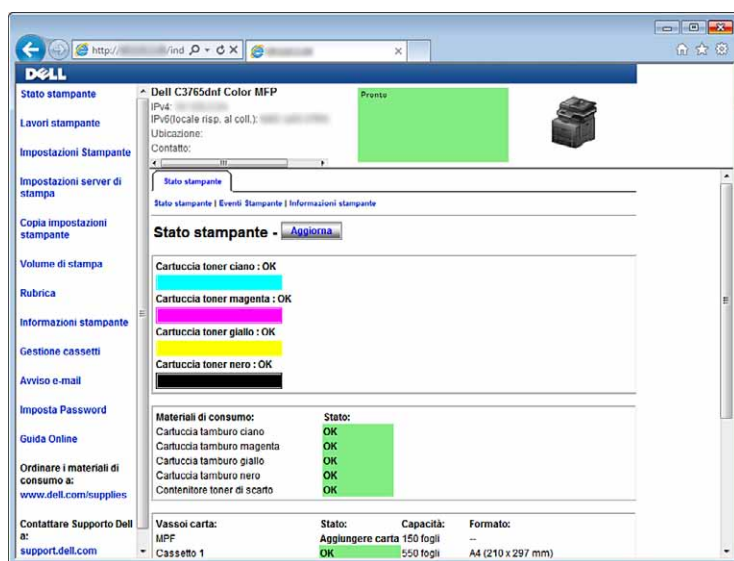 http:// /ind
DELL
Stato stampante
Lavori stampante
Impostazioni Stampante
Impostazioni server di
stampa
Copia impostazioni
stampante
Volume di stampa
Rubrica
Informazioni stampante
Gestione cassetti
Avviso e-mail
Imposta Password
Guida Online
Ordinare i materiali di
consumo a:
www.dell.com/supplies
Contattare Supporto Dell
a:
support.dell.com
Dell C3765dnf Color MFP
IPv4:
IPv6(locale risp. al coll.):
Ubicazione:
Contatto:
Pronto
Stato stampante
Stato stampante | Eventi Stampante | Informazioni stampante
Stato stampante - Aggiorna
Cartuccia toner ciano : OK
Cartuccia toner magenta : OK
Cartuccia toner giallo : OK
Cartuccia toner nero : OK
Materiali di consumo: Stato:
Cartuccia tamburo ciano OK
Cartuccia tamburo magenta OK
Cartuccia tamburo giallo OK
Cartuccia tamburo nero OK
Contenitore toner di scarto OK
Vassoi carta: Stato: Capacità: Formato:
MPF Aggiungere carta 150 fogli --
Cassetto 1 OK 550 fogli A4 (210 x 297 mm)